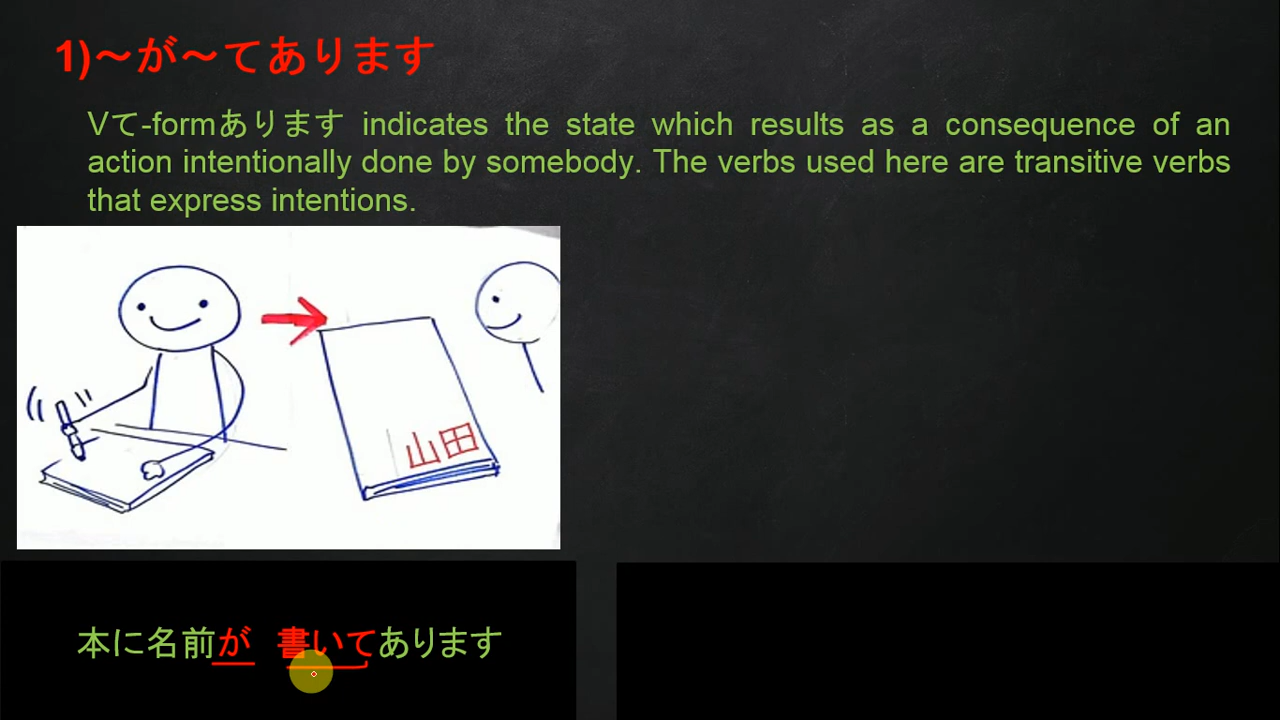 1)〜が〜てあります
Vて-formあります indicates the state which results as a consequence of an
action intentionally done by somebody. The verbs used here are transitive verbs
that express intentions.
山田
本に名前が 書いてあります